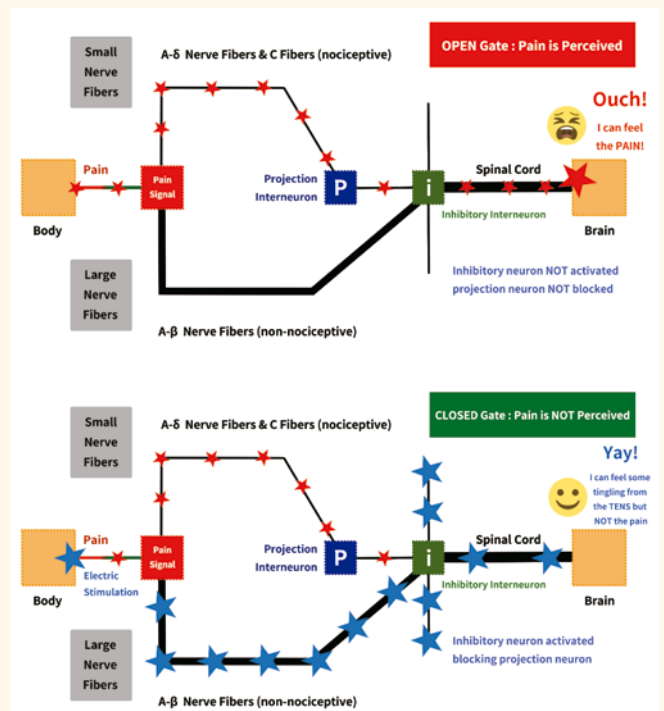 Small
Nerve
Fibers
A-δ Nerve Fibers & C Fibers (nociceptive)
OPEN Gate : Pain is Perceived
Ouch!
I can feel
the PAIN!
Pain
Pain
Signal
Projection
Interneuron
P
i
Spinal Cord
Inhibitory Interneuron
Body
Brain
Large
Nerve
Fibers
Inhibitory neuron NOT activated
projection neuron NOT blocked
A-β Nerve Fibers (non-nociceptive)
Small
Nerve
Fibers
A-δ Nerve Fibers & C Fibers (nociceptive)
CLOSED Gate : Pain is NOT Perceived
Yay!
I can feel some
tingling from
the TENS but
NOT the pain
Pain
Electric
Stimulation
Pain
Signal
Projection
Interneuron
P
i
Spinal Cord
Inhibitory Interneuron
Body
Brain
Large
Nerve
Fibers
Inhibitory neuron activated
blocking projection neuron
A-β Nerve Fibers (non-nociceptive)